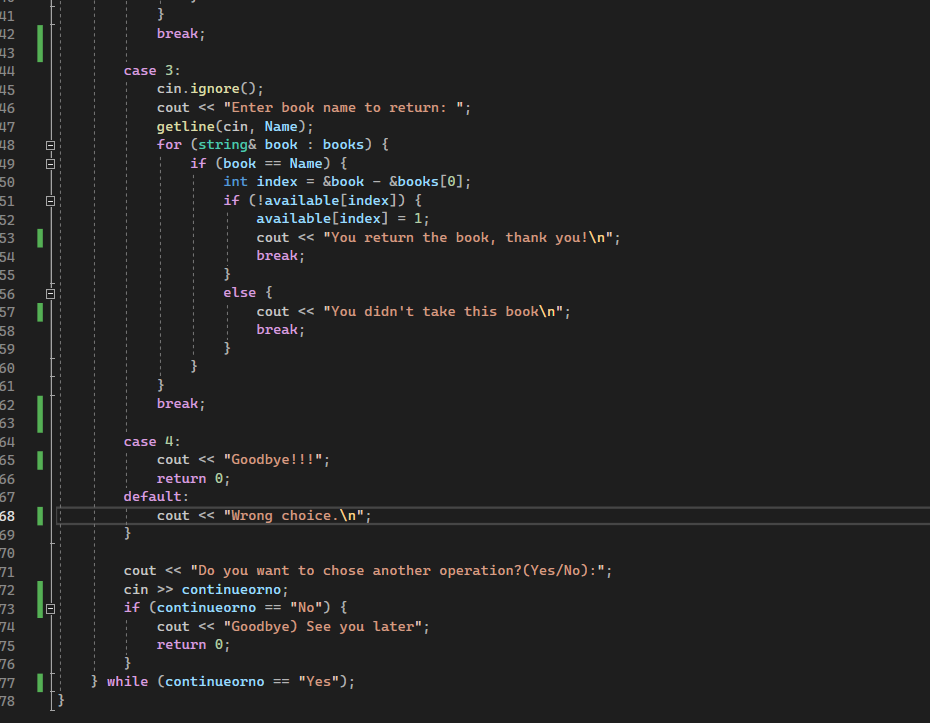 41 }
42 break;
43
44 case 3:
45 cin.ignore();
46 cout << "Enter book name to return: ";
47 getline(cin, Name);
48 for (string& book : books) {
49 if (book == Name) {
50 int index = &book - &books[0];
51 if (!available[index]) {
52 available[index] = 1;
53 cout << "You return the book, thank you!\n";
54 break;
55 }
56 else {
57 cout << "You didn't take this book\n";
58 break;
59 }
60 }
61 }
62 break;
63
64 case 4:
65 cout << "Goodbye!!!";
66 return 0;
67 default:
68 cout << "Wrong choice.\n";
69 }
70
71 cout << "Do you want to chose another operation?(Yes/No):";
72 cin >> continueorno;
73 if (continueorno == "No") {
74 cout << "Goodbye) See you later";
75 return 0;
76 }
77 } while (continueorno == "Yes");
78 }